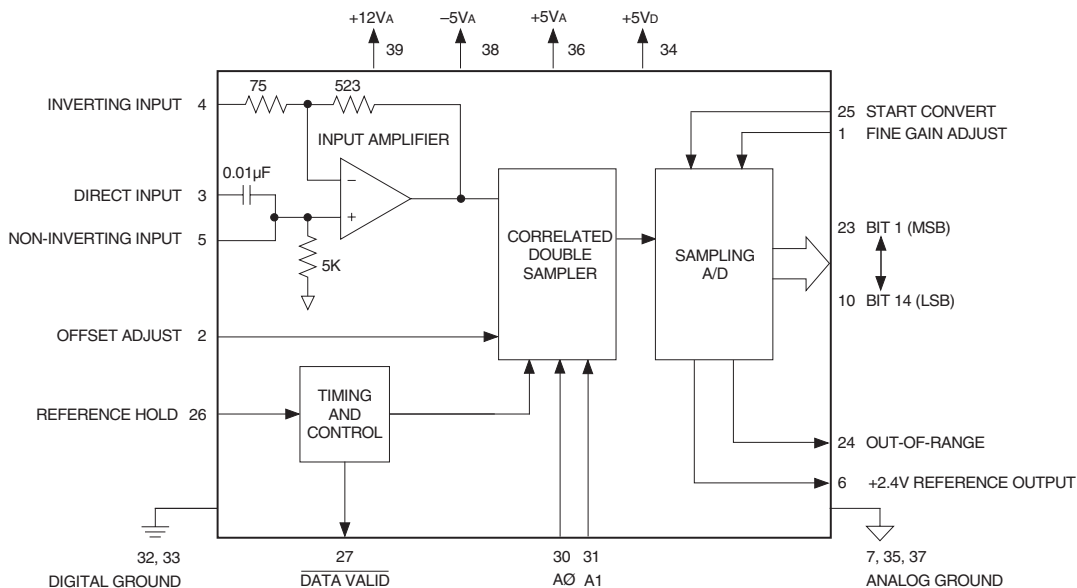 +12VA
–5VA
+5VA
+5VD
39
38
36
34
75
523
INVERTING INPUT 4
INPUT AMPLIFIER
25 START CONVERT
1 FINE GAIN ADJUST
0.01µF
DIRECT INPUT 3
–
+
NON-INVERTING INPUT 5
5K
CORRELATED
DOUBLE
SAMPLER
SAMPLING
A/D
23 BIT 1 (MSB)
10 BIT 14 (LSB)
OFFSET ADJUST 2
REFERENCE HOLD 26
TIMING
AND
CONTROL
24 OUT-OF-RANGE
6 +2.4V REFERENCE OUTPUT
32, 33
DIGITAL GROUND
27
DATA VALID
30
AØ
31
A1
7, 35, 37
ANALOG GROUND